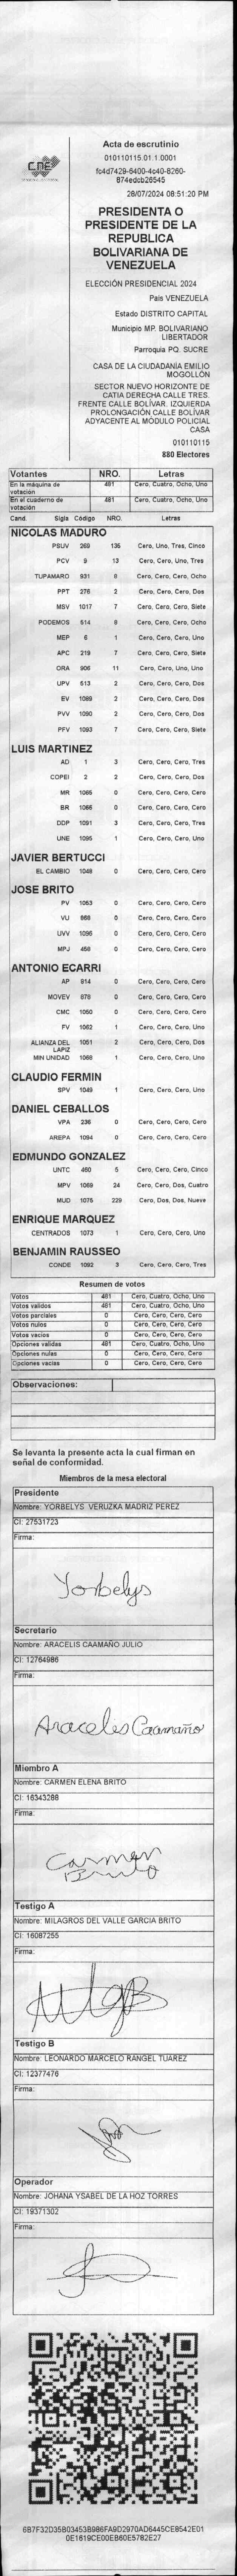 CNE
Acta de escrutinio
010110115.01.1.0001
fc4d7429-6400-4c40-8260-
874edcb26545
28/07/2024 08:51:20 PM
PRESIDENTA O
PRESIDENTE DE LA
REPUBLICA
BOLIVARIANA DE
VENEZUELA
ELECCIÓN PRESIDENCIAL 2024
País VENEZUELA
Estado DISTRITO CAPITAL
Municipio MP. BOLIVARIANO
LIBERTADOR
Parroquia PQ. SUCRE
CASA DE LA CIUDADANIA EMILIO
MOGOLLÓN
SECTOR NUEVO HORIZONTE DE
CATIA DERECHA CALLE TRES.
FRENTE CALLE BOLÍVAR. IZQUIERDA
PROLONGACIÓN CALLE BOLÍVAR
ADYACENTE AL MÓDULO POLICIAL
CASA
010110115
880 Electores
Votantes NRO. Letras
En la máquina de votación 481 Cero, Cuatro, Ocho, Uno
En el cuaderno de votación 481 Cero, Cuatro, Ocho, Uno
Cand. Sigla Código NRO. Letras
NICOLAS MADURO
PSUV 269 135 Cero, Uno, Tres, Cinco
PCV 9 13 Cero, Cero, Uno, Tres
TUPAMARO 931 8 Cero, Cero, Cero, Ocho
PPT 276 2 Cero, Cero, Cero, Dos
MSV 1017 7 Cero, Cero, Cero, Siete
PODEMOS 514 8 Cero, Cero, Cero, Ocho
MEP 6 1 Cero, Cero, Cero, Uno
APC 219 7 Cero, Cero, Cero, Siete
ORA 906 11 Cero, Cero, Uno, Uno
UPV 513 2 Cero, Cero, Cero, Dos
EV 1089 2 Cero, Cero, Cero, Dos
PVV 1090 2 Cero, Cero, Cero, Dos
PFV 1093 7 Cero, Cero, Cero, Siete
LUIS MARTINEZ
AD 1 3 Cero, Cero, Cero, Tres
COPEI 2 2 Cero, Cero, Cero, Dos
MR 1065 0 Cero, Cero, Cero, Cero
BR 1066 0 Cero, Cero, Cero, Cero
DDP 1091 3 Cero, Cero, Cero, Tres
UNE 1095 1 Cero, Cero, Cero, Uno
JAVIER BERTUCCI
EL CAMBIO 1048 0 Cero, Cero, Cero, Cero
JOSE BRITO
PV 1053 0 Cero, Cero, Cero, Cero
VU 868 0 Cero, Cero, Cero, Cero
UVV 1096 0 Cero, Cero, Cero, Cero
MPJ 458 0 Cero, Cero, Cero, Cero
ANTONIO ECARRI
AP 814 0 Cero, Cero, Cero, Cero
MOVEV 878 0 Cero, Cero, Cero, Cero
CMC 1050 0 Cero, Cero, Cero, Cero
FV 1062 1 Cero, Cero, Cero, Uno
ALIANZA DEL LAPIZ 1051 2 Cero, Cero, Cero, Dos
MIN UNIDAD 1068 1 Cero, Cero, Cero, Uno
CLAUDIO FERMIN
SPV 1049 1 Cero, Cero, Cero, Uno
DANIEL CEBALLOS
VPA 236 0 Cero, Cero, Cero, Cero
AREPA 1094 0 Cero, Cero, Cero, Cero
EDMUNDO GONZALEZ
UNTC 460 5 Cero, Cero, Cero, Cinco
MPV 1069 24 Cero, Cero, Dos, Cuatro
MUD 1075 229 Cero, Dos, Dos, Nueve
ENRIQUE MARQUEZ
CENTRADOS 1073 1 Cero, Cero, Cero, Uno
BENJAMIN RAUSSEO
CONDE 1092 3 Cero, Cero, Cero, Tres
Resumen de votos
Votos 481 Cero, Cuatro, Ocho, Uno
Votos validos 481 Cero, Cuatro, Ocho, Uno
Votos parciales 0 Cero, Cero, Cero, Cero
Votos nulos 0 Cero, Cero, Cero, Cero
Votos vacios 0 Cero, Cero, Cero, Cero
Opciones validas 481 Cero, Cuatro, Ocho, Uno
Opciones nulas 0 Cero, Cero, Cero, Cero
Opciones vacias 0 Cero, Cero, Cero, Cero
Observaciones:
Se levanta la presente acta la cual firman en
señal de conformidad.
Miembros de la mesa electoral
Presidente
Nombre: YORBELYS VERUZKA MADRIZ PEREZ
CI: 27531723
Firma:
Yorbelys
Secretario
Nombre: ARACELIS CAAMAÑO JULIO
CI: 12764986
Firma:
Aracelis Caamaño
Miembro A
Nombre: CARMEN ELENA BRITO
CI: 16343288
Firma:
Carmen
Brito
Testigo A
Nombre: MILAGROS DEL VALLE GARCIA BRITO
CI: 16087255
Firma:
Testigo B
Nombre: LEONARDO MARCELO RANGEL TUAREZ
CI: 12377476
Firma:
Operador
Nombre: JOHANA YSABEL DE LA HOZ TORRES
CI: 19371302
Firma:
6B7F32D35B03453B986FA9D2970AD6445CE8542E01
0E1619CE00EB60E5782E27